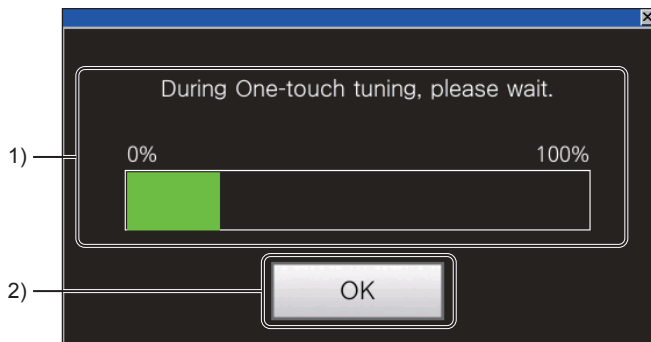 During One-touch tuning, please wait.
1)
0% 100%
2)
OK